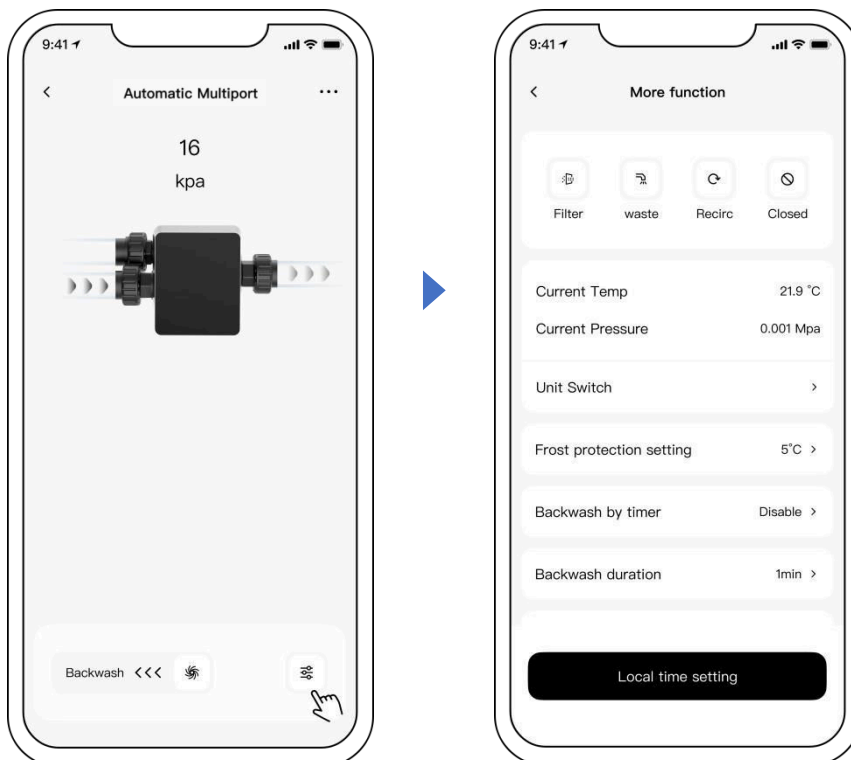 9:41
Automatic Multiport
16
kpa
Backwash
9:41
More function
Filter waste Recirc Closed
Current Temp 21.9 °C
Current Pressure 0.001 Mpa
Unit Switch
Frost protection setting 5°C
Backwash by timer Disable
Backwash duration 1min
Local time setting